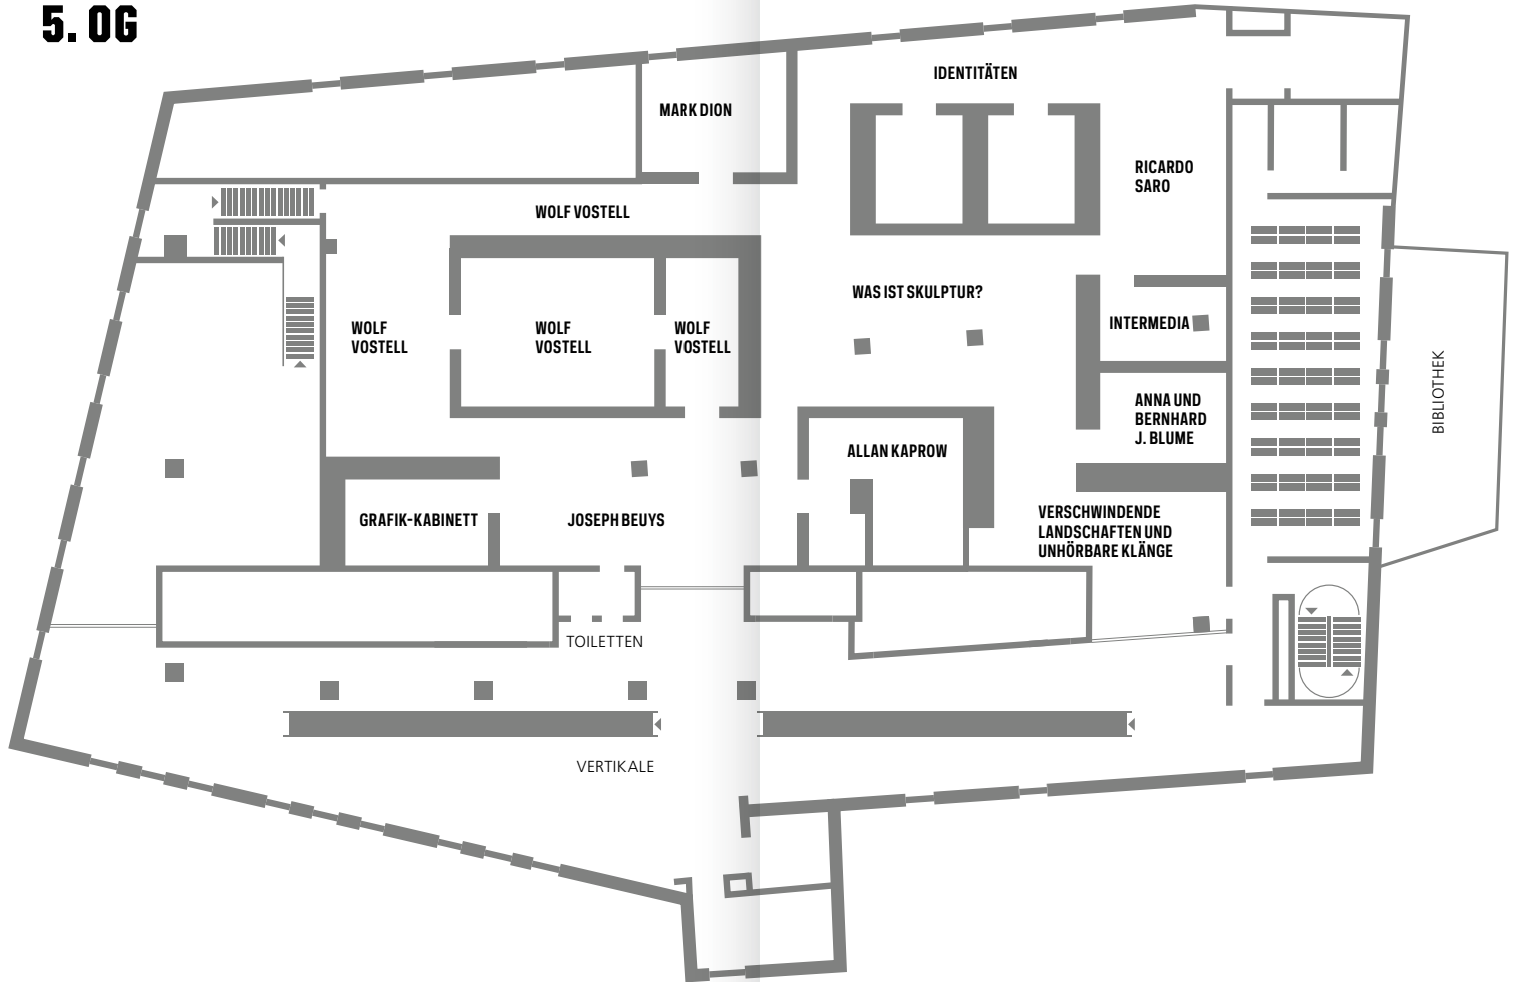 5. OG
IDENTITÄTEN
MARK DION
RICARDO
SARO
WOLF VOSTELL
WAS IST SKULPTUR?
WOLF
VOSTELL
WOLF
VOSTELL
WOLF
VOSTELL
INTERMEDIA
ANNA UND
BERNHARD
J. BLUME
BIBLIOTHEK
ALLAN KAPROW
GRAFIK-KABINETT
JOSEPH BEUYS
VERSCHWINDENDE
LANDSCHAFTEN UND
UNHÖRBARE KLÄNGE
TOILETTEN
VERTIKALE